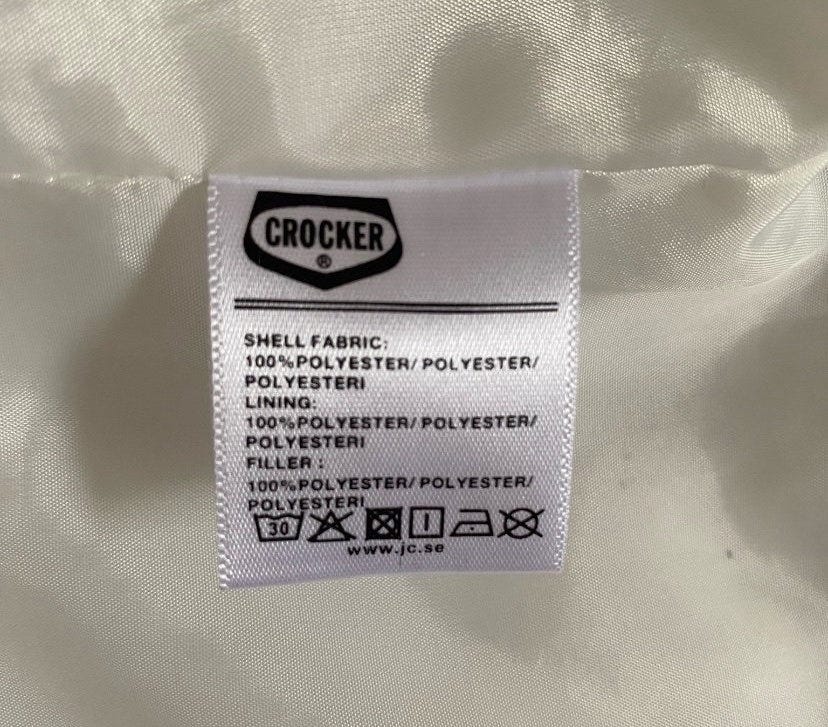 CROCKER
®
SHELL FABRIC:
100%POLYESTER/POLYESTER/
POLYESTERI
LINING:
100%POLYESTER/POLYESTER/
POLYESTERI
FILLER :
100%POLYESTER/POLYESTER/
POLYESTERI
30
www.jc.se